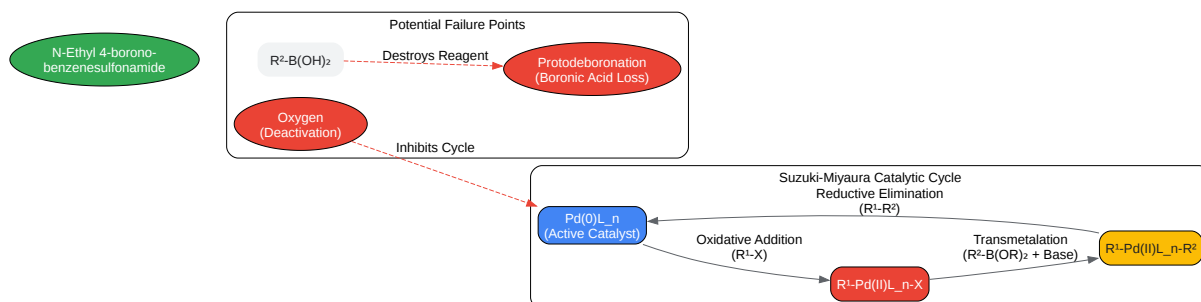 N-Ethyl 4-borono-
benzenesulfonamide
Potential Failure Points
R²-B(OH)₂
Destroys Reagent
Protodeboronation
(Boronic Acid Loss)
Oxygen
(Deactivation)
Inhibits Cycle
Suzuki-Miyaura Catalytic Cycle
Reductive Elimination
(R¹-R²)
Pd(0)L_n
(Active Catalyst)
Oxidative Addition
(R¹-X)
R¹-Pd(II)L_n-X
Transmetalation
(R²-B(OR)₂ + Base)
R¹-Pd(II)L_n-R²